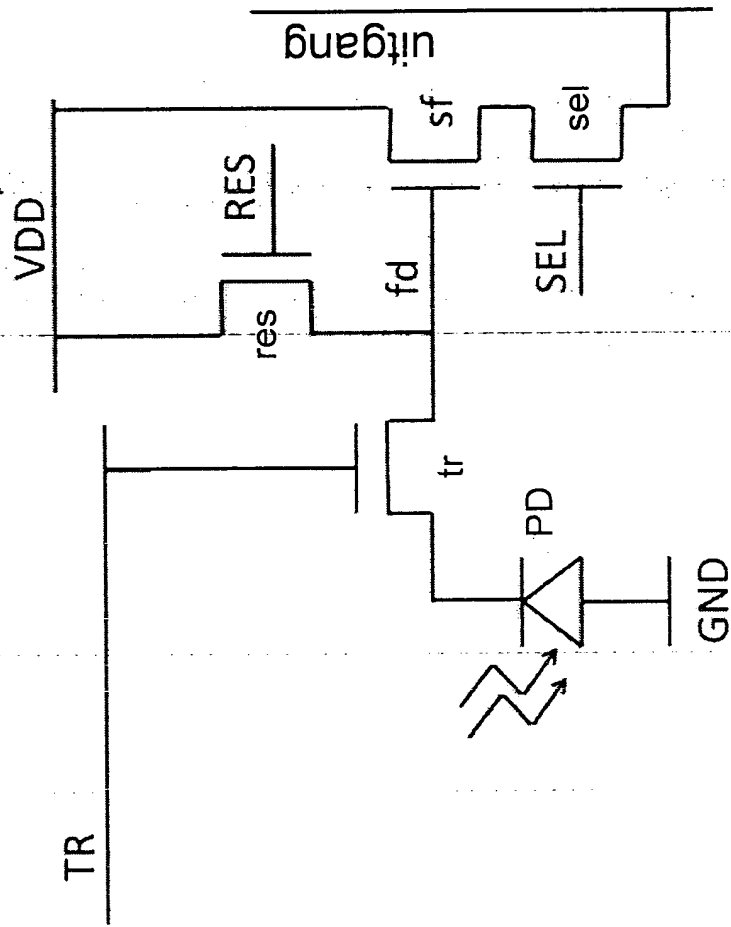 uitgang
VDD
RES
sf
sel
res
fd
SEL
tr
PD
TR
GND